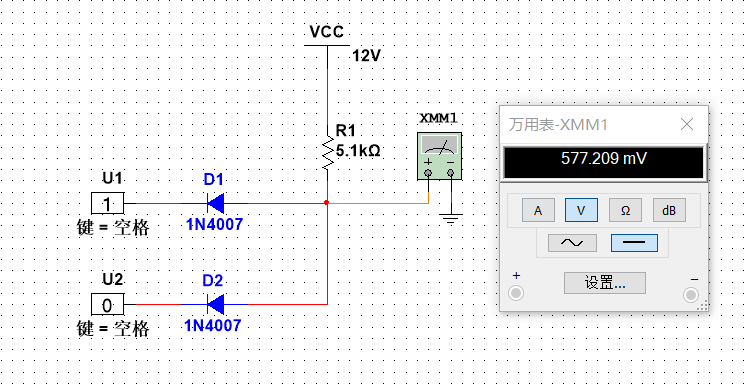 VCC
12V
R1
5.1kΩ
XMM1
U1
1
键 = 空格
D1
1N4007
U2
0
键 = 空格
D2
1N4007
万用表-XMM1
577.209 mV
A
V
Ω
dB
+
设置...
−